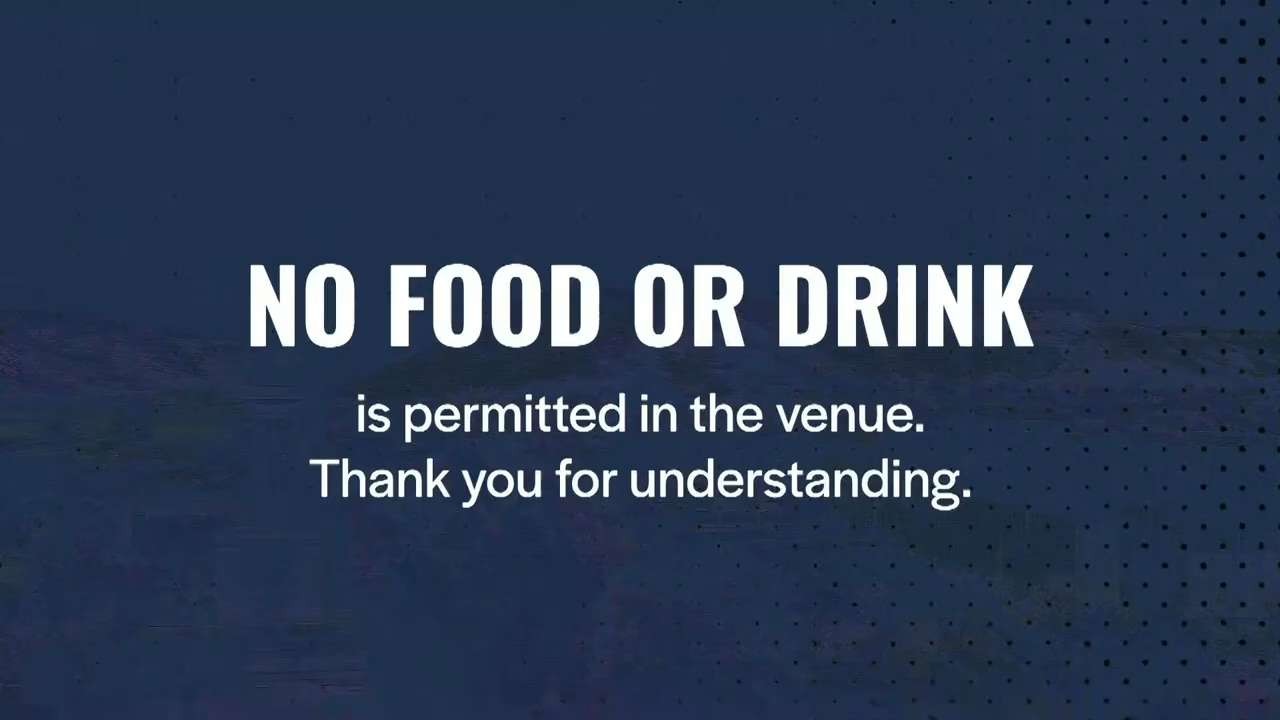 NO FOOD OR DRINK
is permitted in the venue.
Thank you for understanding.